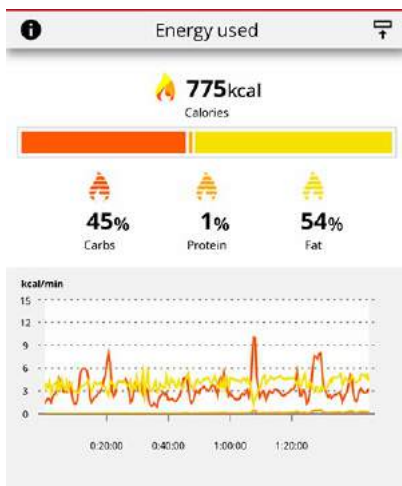 Energy used
775kcal
Calories
45% 1% 54%
Carbs Protein Fat
kcal/min
15
12
9
6
3
0
0:20:00 0:40:00 1:00:00 1:20:00